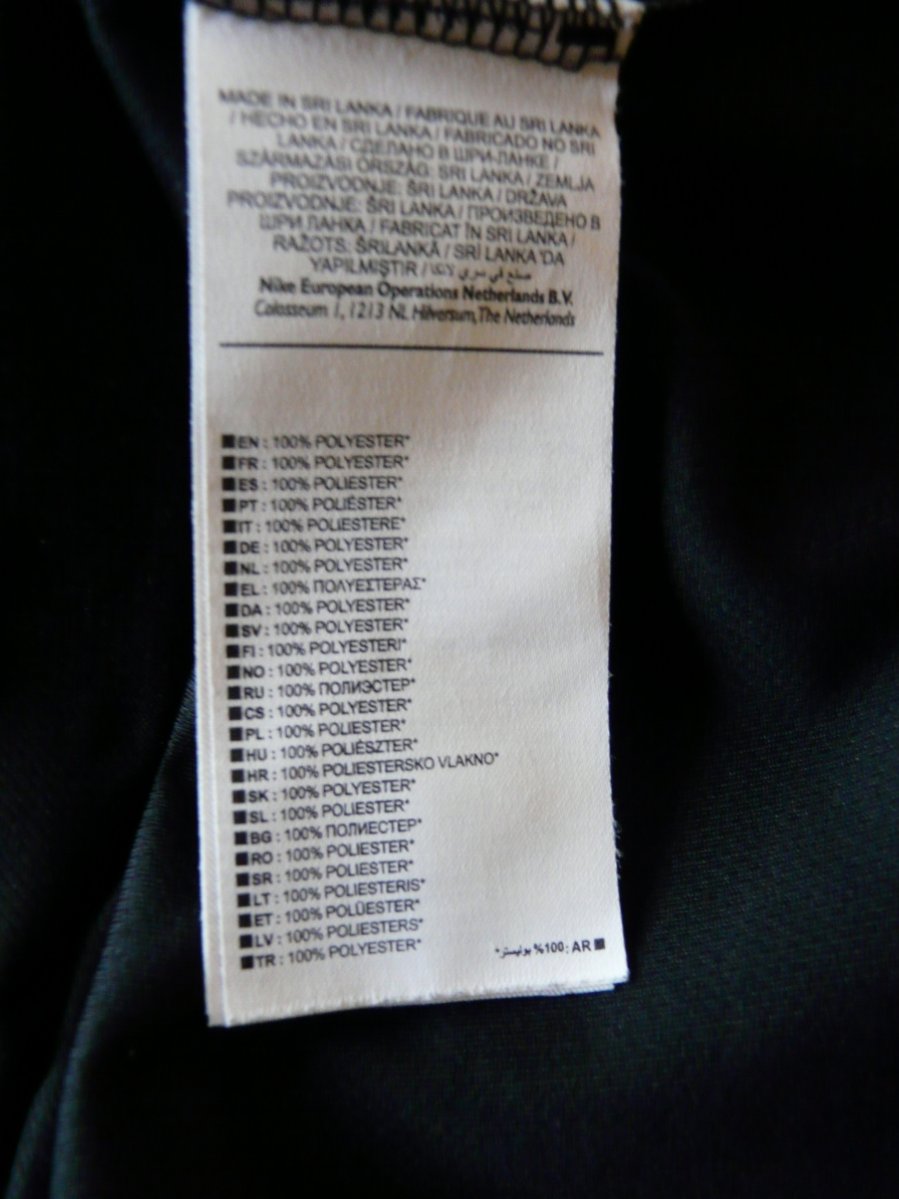 MADE IN SRI LANKA / FABRIQUE AU SRI LANKA
/ HECHO EN SRI LANKA / FABRICADO NO SRI
LANKA / СДЕЛАНО В ШРИ-ЛАНКЕ /
SZÁRMAZÁSI ORSZÁG: SRI LANKA / ZEMLJA
PROIZVODNJE: ŠRI LANKA / DRŽAVA
PROIZVODNJE: ŠRI LANKA / ПРОИЗВЕДЕНО В
ШРИ ЛАНКА / FABRICAT ÎN SRI LANKA /
RAŽOTS: ŠRILANKĀ / SRİ LANKA'DA
YAPILMIŞTIR / صنع في سري لانكا
Nike European Operations Netherlands B.V.
Colosseum 1, 1213 NL Hilversum, The Netherlands
■EN : 100% POLYESTER*
■FR : 100% POLYESTER*
■ES : 100% POLIESTER*
■PT : 100% POLIÉSTER*
■IT : 100% POLIESTERE*
■DE : 100% POLYESTER*
■NL : 100% POLYESTER*
■EL : 100% ΠΟΛΥΕΣΤΕΡΑΣ*
■DA : 100% POLYESTER*
■SV : 100% POLYESTER*
■FI : 100% POLYESTERI*
■NO : 100% POLYESTER*
■RU : 100% ПОЛИЭСТЕР*
■CS : 100% POLYESTER*
■PL : 100% POLIESTER*
■HU : 100% POLIÉSZTER*
■HR : 100% POLIESTERSKO VLAKNO*
■SK : 100% POLYESTER*
■SL : 100% POLIESTER*
■BG : 100% ПОЛИЕСТЕР*
■RO : 100% POLIESTER*
■SR : 100% POLIESTER*
■LT : 100% POLIESTERIS*
■ET : 100% POLÜESTER*
■LV : 100% POLIESTERS*
■TR : 100% POLYESTER*
■ AR :100% بوليستر*